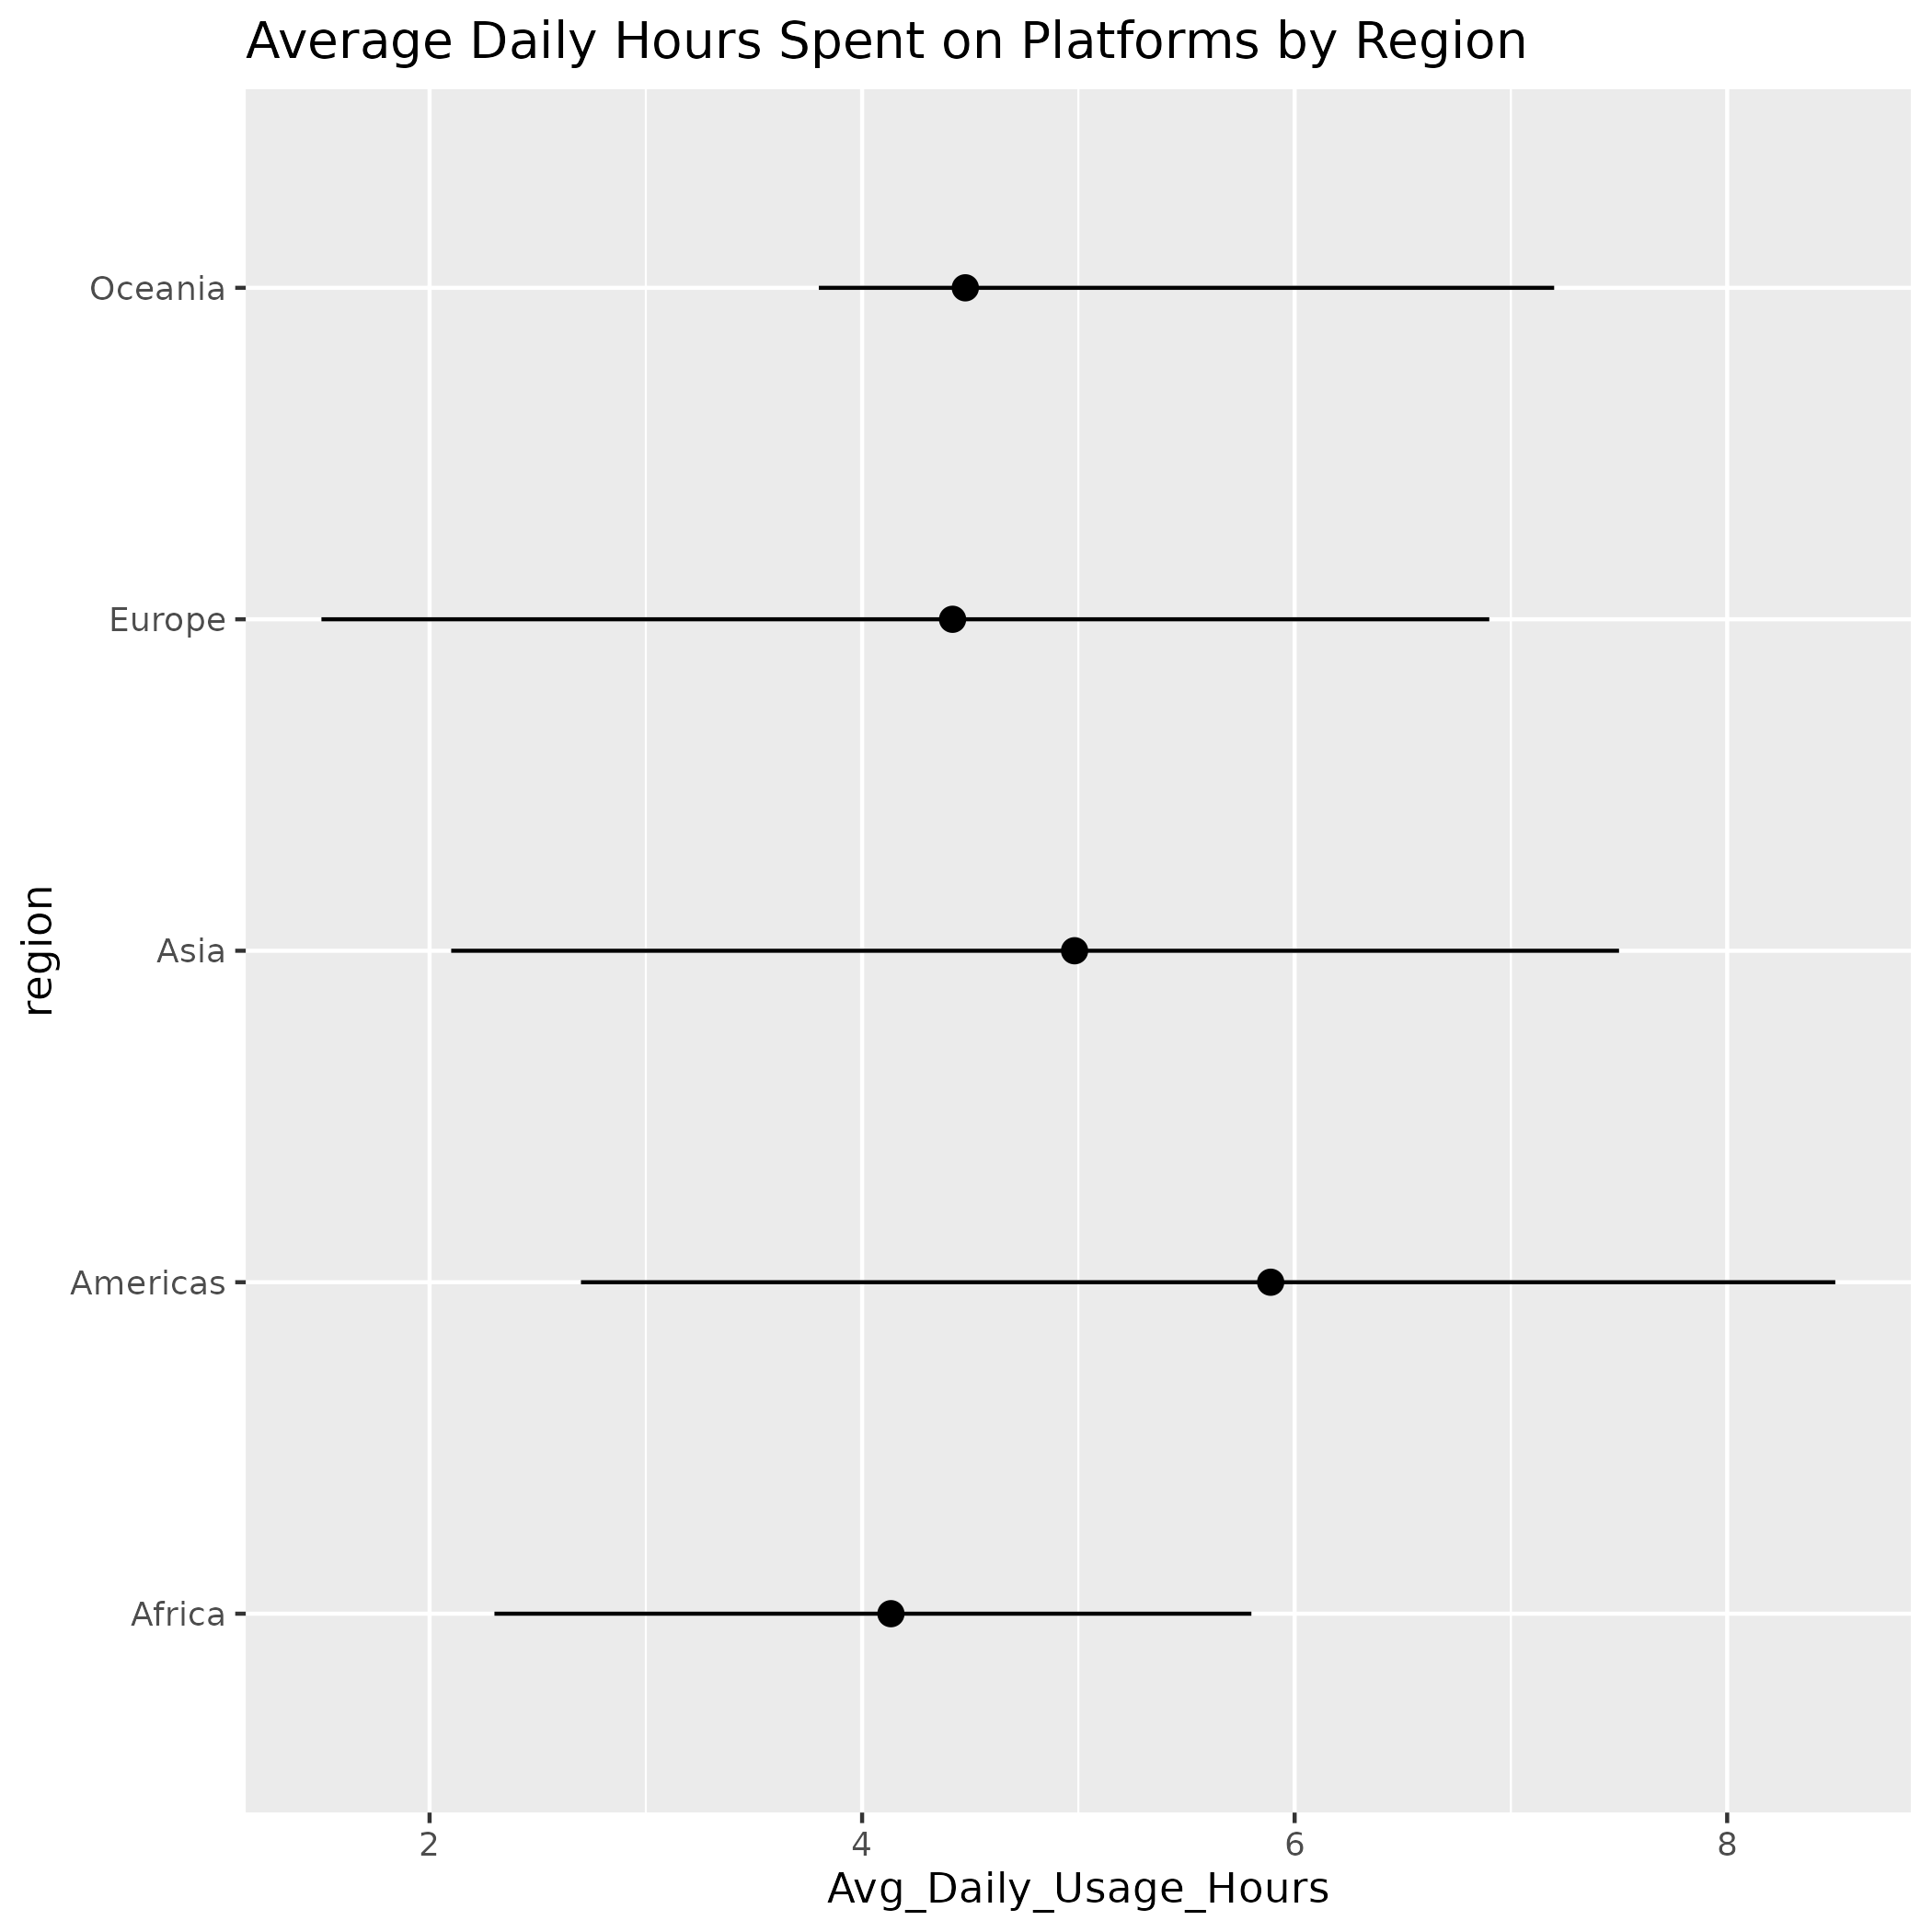 Average Daily Hours Spent on Platforms by Region
Oceania
Europe
Asia
Americas
Africa
region
2 4 6 8
Avg_Daily_Usage_Hours